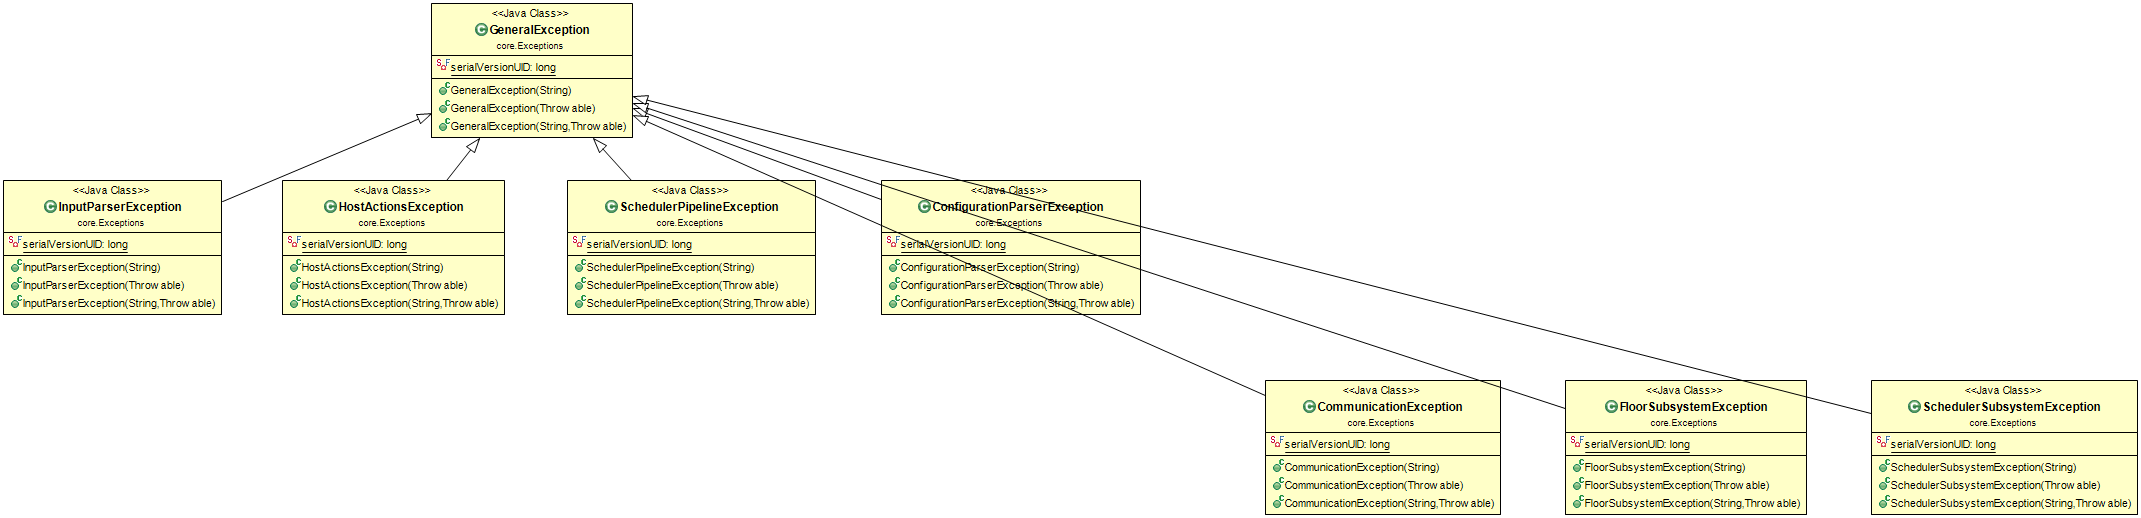 <<Java Class>>
GeneralException
core.Exceptions
serialVersionUID: long
GeneralException(String)
GeneralException(Throwable)
GeneralException(String,Throwable)
<<Java Class>>
InputParserException
core.Exceptions
serialVersionUID: long
InputParserException(String)
InputParserException(Throwable)
InputParserException(String,Throwable)
<<Java Class>>
HostActionsException
core.Exceptions
serialVersionUID: long
HostActionsException(String)
HostActionsException(Throwable)
HostActionsException(String,Throwable)
<<Java Class>>
SchedulerPipelineException
core.Exceptions
serialVersionUID: long
SchedulerPipelineException(String)
SchedulerPipelineException(Throwable)
SchedulerPipelineException(String,Throwable)
<<Java Class>>
ConfigurationParserException
core.Exceptions
serialVersionUID: long
ConfigurationParserException(String)
ConfigurationParserException(Throwable)
ConfigurationParserException(String,Throwable)
<<Java Class>>
CommunicationException
core.Exceptions
serialVersionUID: long
CommunicationException(String)
CommunicationException(Throwable)
CommunicationException(String,Throwable)
<<Java Class>>
FloorSubsystemException
core.Exceptions
serialVersionUID: long
FloorSubsystemException(String)
FloorSubsystemException(Throwable)
FloorSubsystemException(String,Throwable)
<<Java Class>>
SchedulerSubsystemException
core.Exceptions
serialVersionUID: long
SchedulerSubsystemException(String)
SchedulerSubsystemException(Throwable)
SchedulerSubsystemException(String,Throwable)